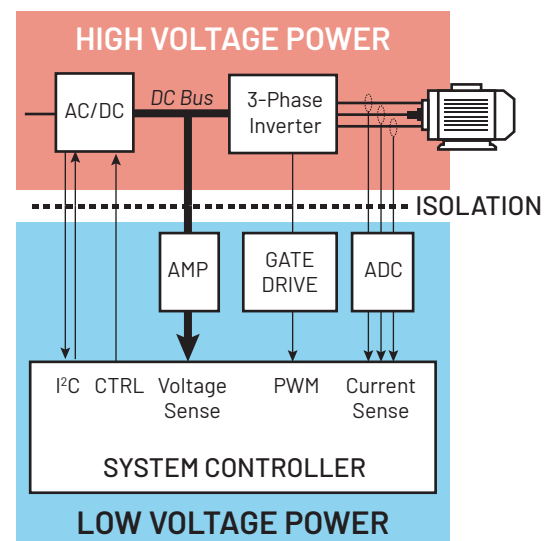 HIGH VOLTAGE POWER
AC/DC
DC Bus
3-Phase
Inverter
ISOLATION
AMP
GATE
DRIVE
ADC
I²C CTRL Voltage
Sense
PWM
Current
Sense
SYSTEM CONTROLLER
LOW VOLTAGE POWER